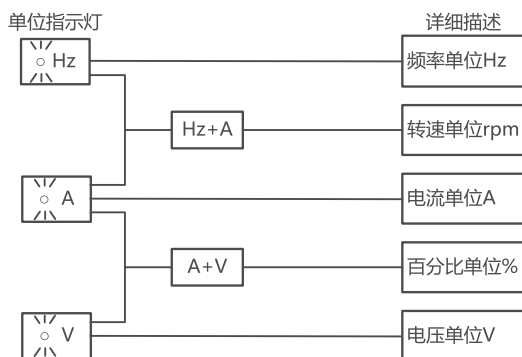 单位指示灯 详细描述
Hz 频率单位Hz
Hz+A 转速单位rpm
A 电流单位A
A+V 百分比单位%
V 电压单位V